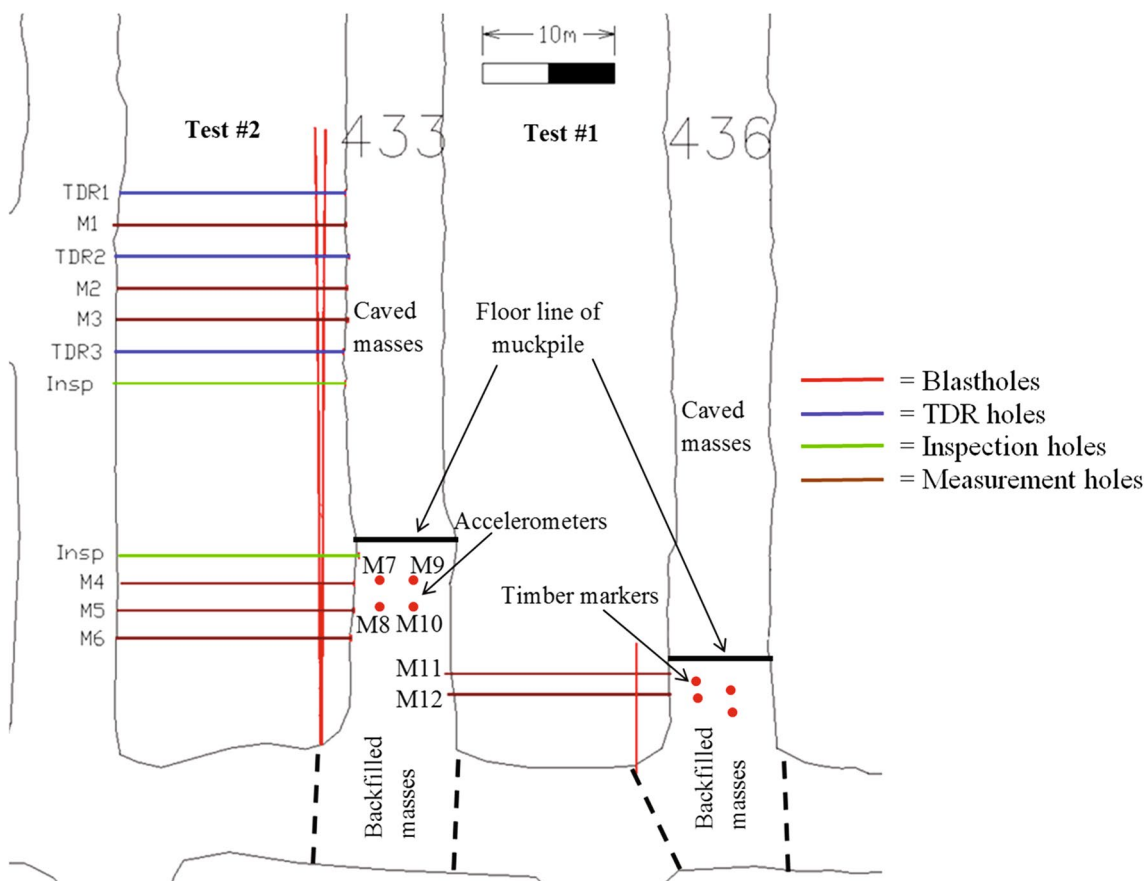 10m
Test #2
433
Test #1
436
TDR1
M1
TDR2
M2
M3
TDR3
Insp
Caved
masses
Floor line of
muckpile
Caved
masses
= Blastholes
= TDR holes
= Inspection holes
= Measurement holes
Insp
M4
M5
M6
M7 M9
M8 M10
Accelerometers
Timber markers
M11
M12
Backfilled
masses
Backfilled
masses